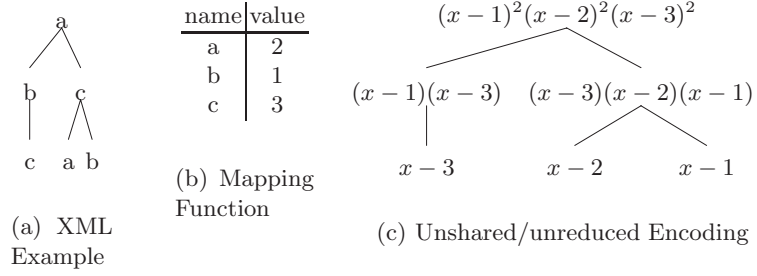 a
b c
c a b
(a) XML
Example
name value
a 2
b 1
c 3
(b) Mapping
Function
(x − 1)²(x − 2)²(x − 3)²
(x − 1)(x − 3) (x − 3)(x − 2)(x − 1)
x − 3 x − 2 x − 1
(c) Unshared/unreduced Encoding